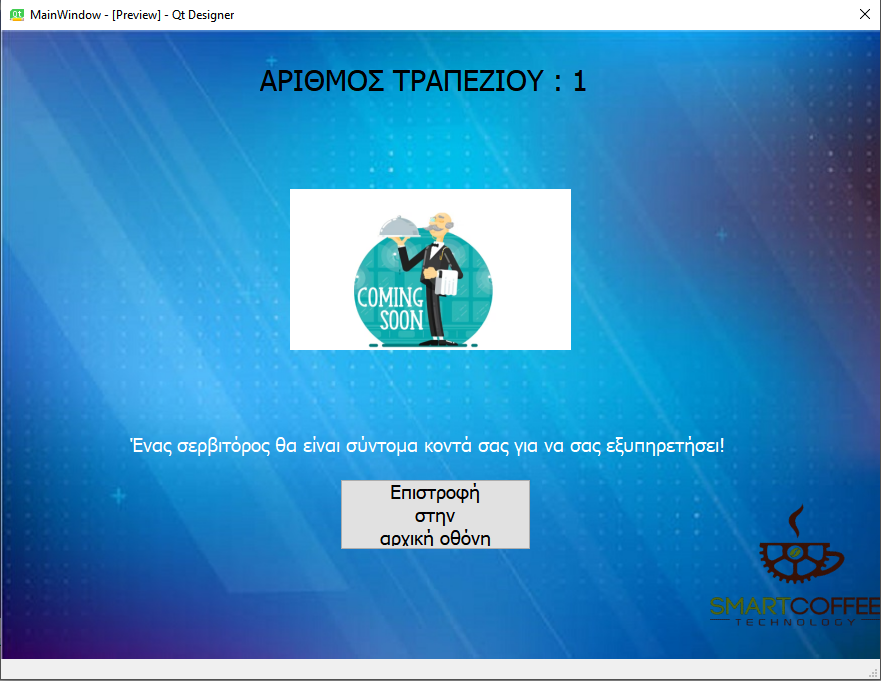 MainWindow - [Preview] - Qt Designer
ΑΡΙΘΜΟΣ ΤΡΑΠΕΖΙΟΥ : 1
COMING
SOON
Ένας σερβιτόρος θα είναι σύντομα κοντά σας για να σας εξυπηρετήσει!
Επιστροφή
στην
αρχική οθόνη
SMARTCOFFEE
TECHNOLOGY